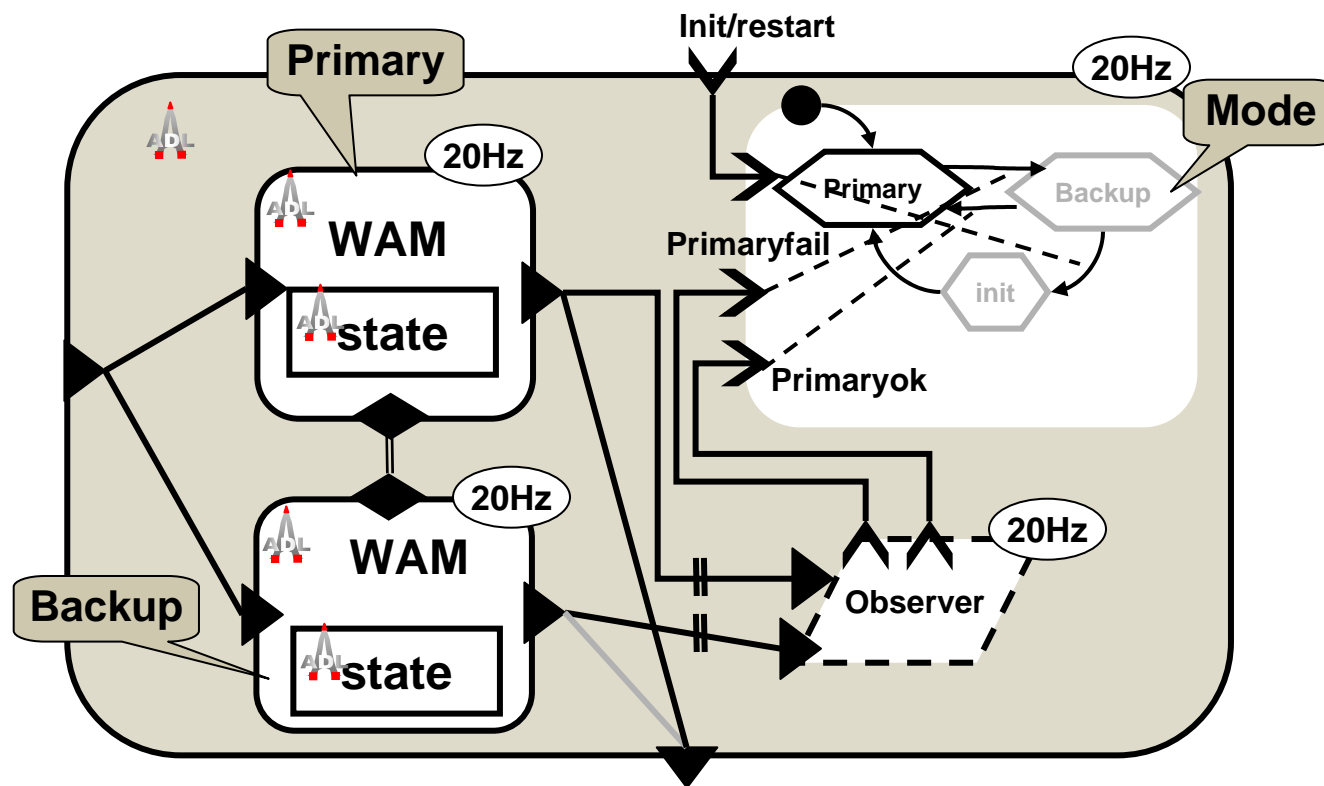 Init/restart
Primary
20Hz
Mode
ADL
20Hz
ADL
WAM
Primary
Backup
Primaryfail
init
ADL
state
Primaryok
20Hz
ADL
WAM
20Hz
Backup
Observer
ADL
state